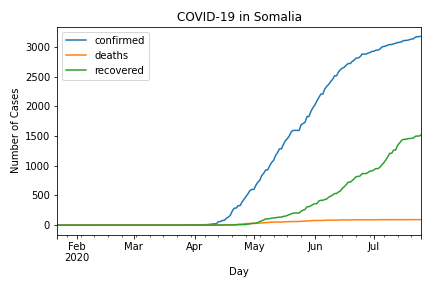 COVID-19 in Somalia
confirmed
deaths
recovered
Number of Cases
3000
2500
2000
1500
1000
500
0
Feb Mar Apr May Jun Jul
2020
Day